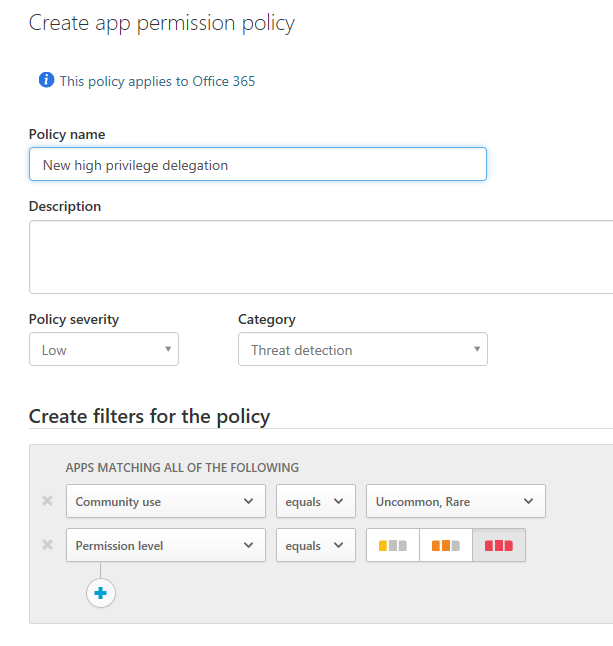 Create app permission policy
This policy applies to Office 365
Policy name
New high privilege delegation
Description
Policy severity
Category
Low
Threat detection
Create filters for the policy
APPS MATCHING ALL OF THE FOLLOWING
Community use equals Uncommon, Rare
Permission level equals